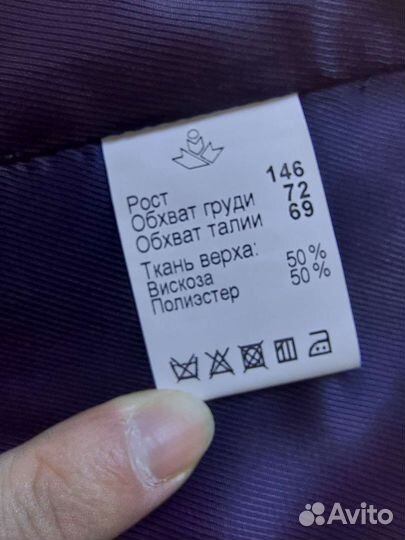 Рост 146
Обхват груди 72
Обхват талии 69
Ткань верха:
Вискоза 50%
Полиэстер 50%
Avito